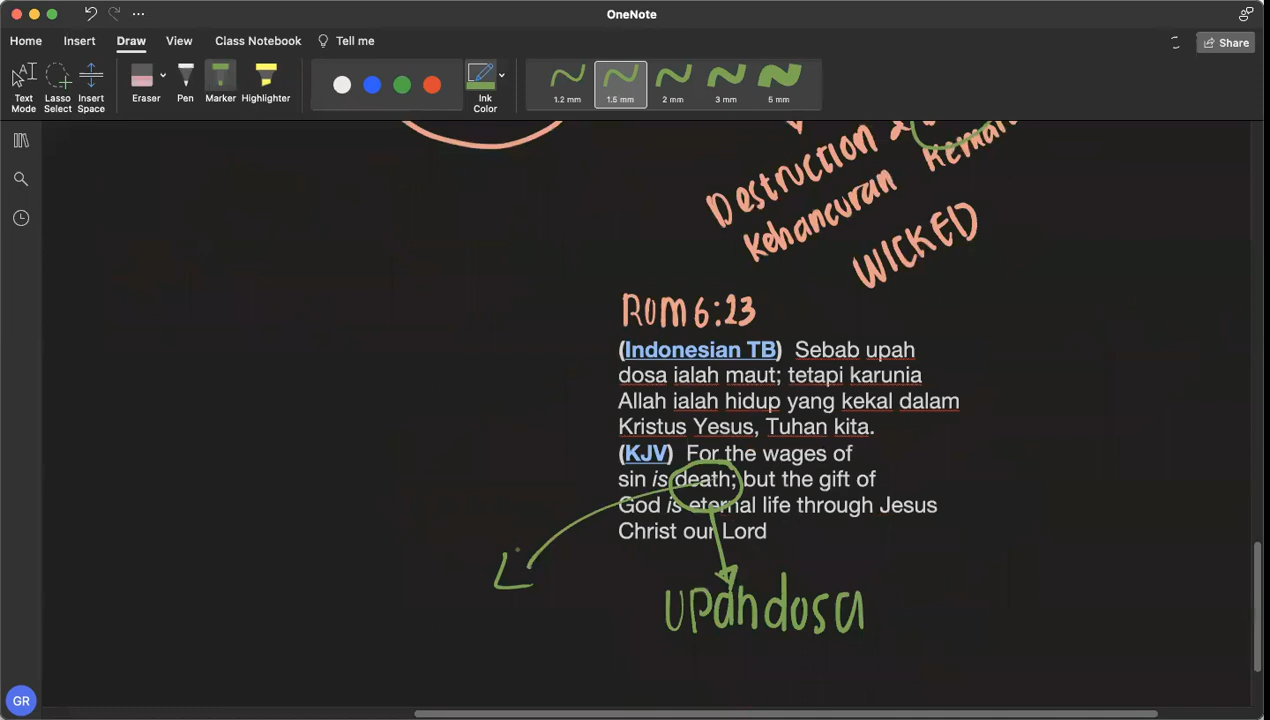 OneNote
Home Insert Draw View Class Notebook Tell me
Share
Text Mode
Lasso Select
Insert Space
Eraser
Pen
Marker
Highlighter
Ink Color
1.2 mm
1.5 mm
2 mm
3 mm
5 mm
Destruction &
Kehancuran
WICKED
ROM 6:23
(Indonesian TB) Sebab upah
dosa ialah maut; tetapi karunia
Allah ialah hidup yang kekal dalam
Kristus Yesus, Tuhan kita.
(KJV) For the wages of
sin is death; but the gift of
God is eternal life through Jesus
Christ our Lord
upah dosa
GR